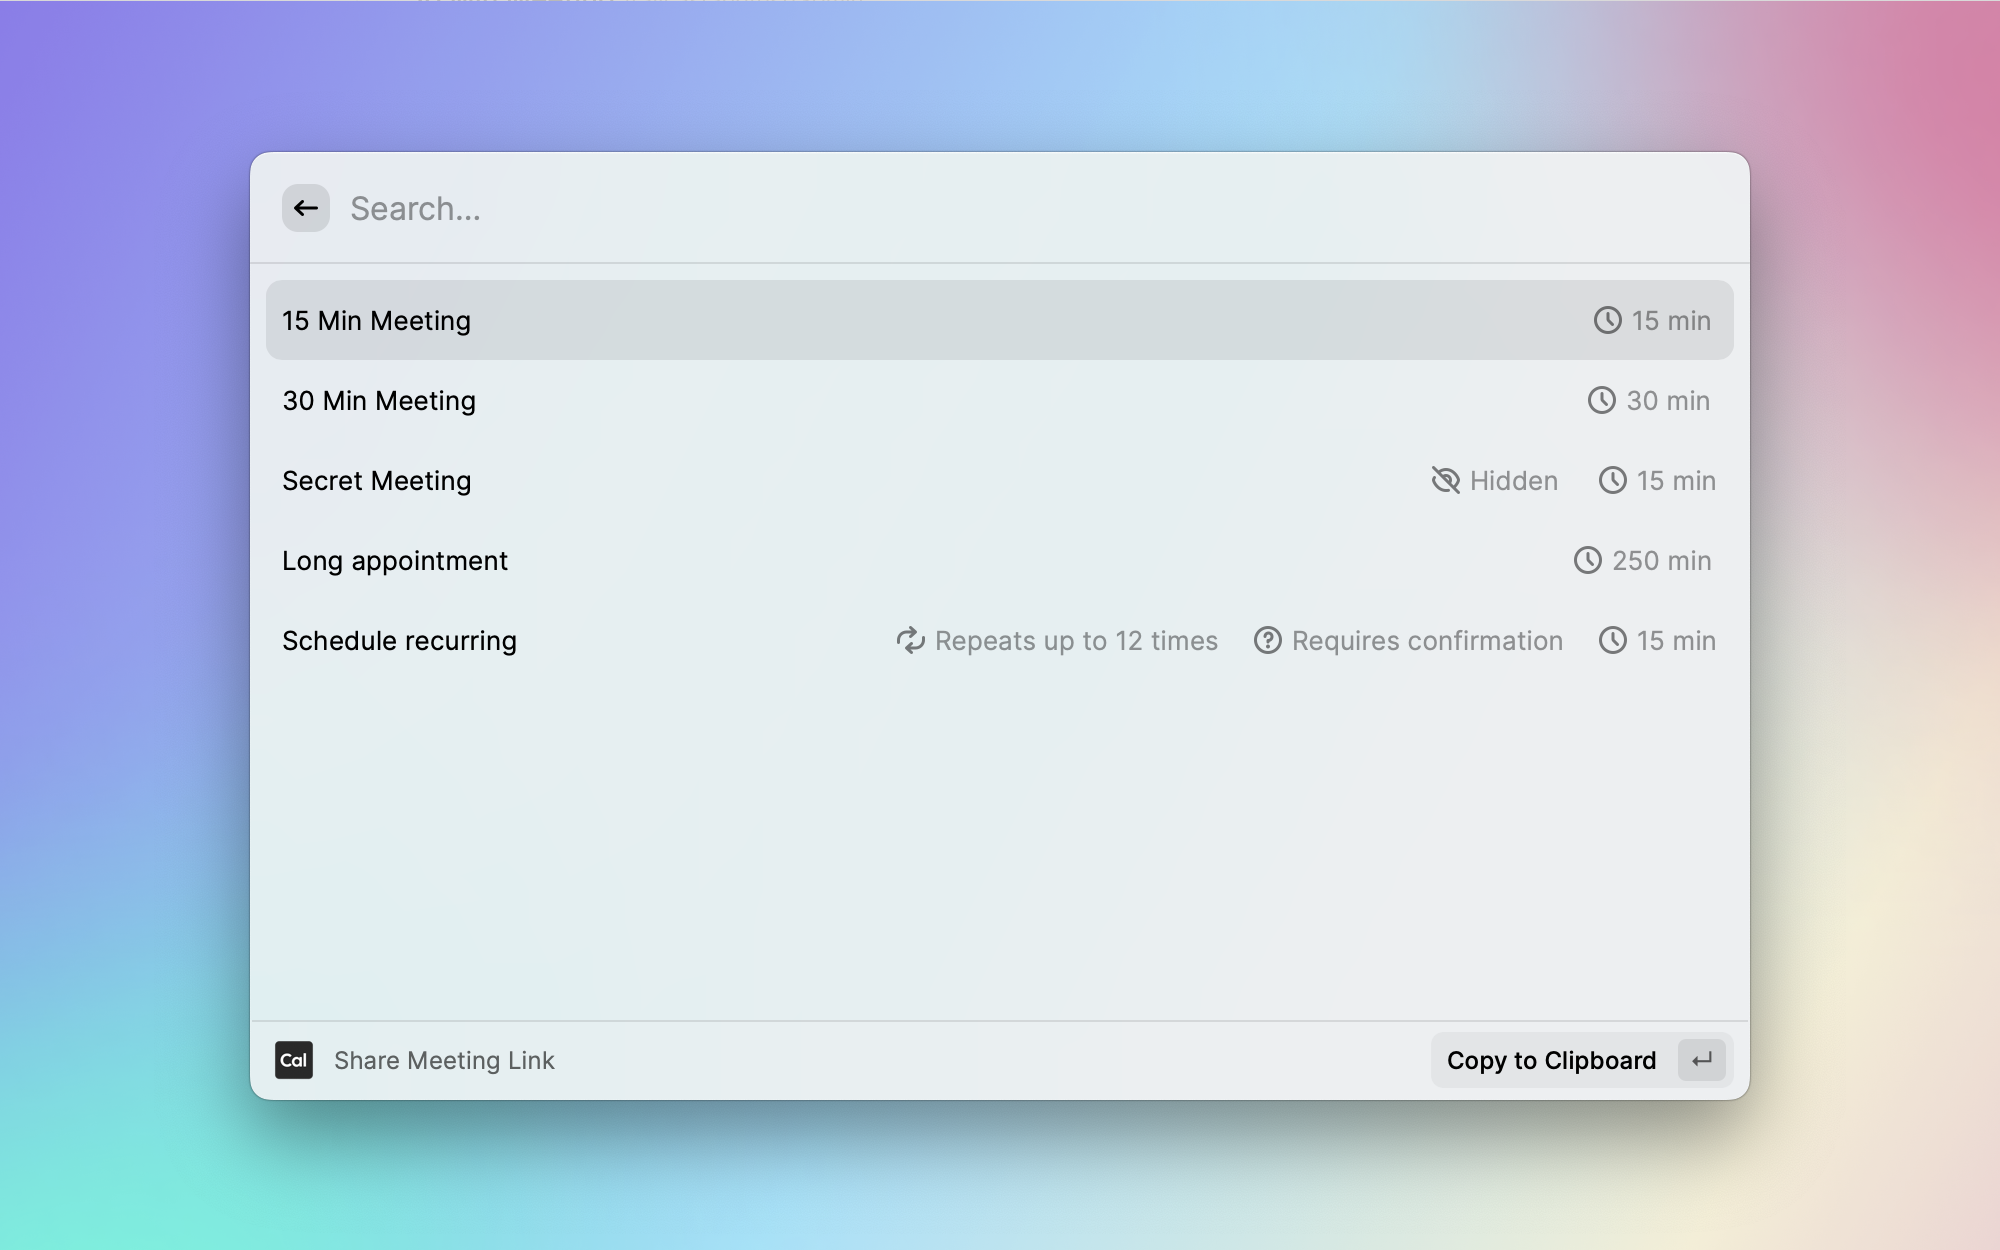 Search...
15 Min Meeting 15 min
30 Min Meeting 30 min
Secret Meeting Hidden 15 min
Long appointment 250 min
Schedule recurring Repeats up to 12 times Requires confirmation 15 min
Cal Share Meeting Link Copy to Clipboard